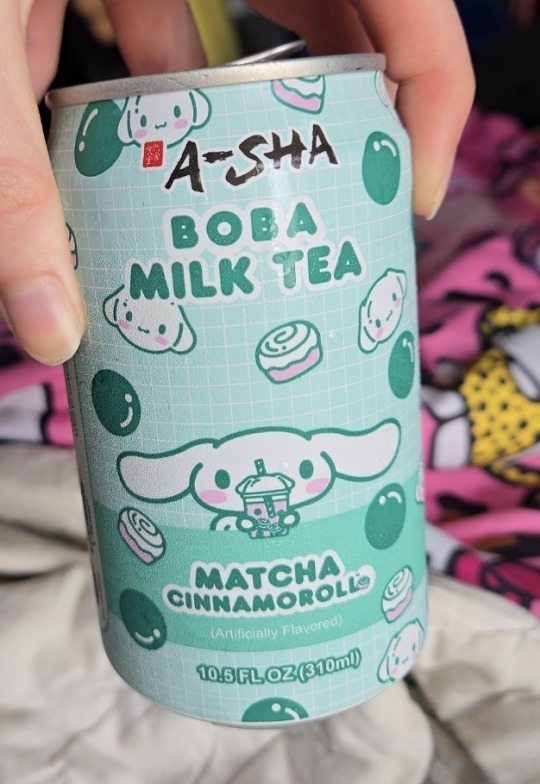 A-SHA
BOBA
MILK TEA
MATCHA
CINNAMOROLL
(Artificially Flavored)
10.5 FL OZ (310ml)